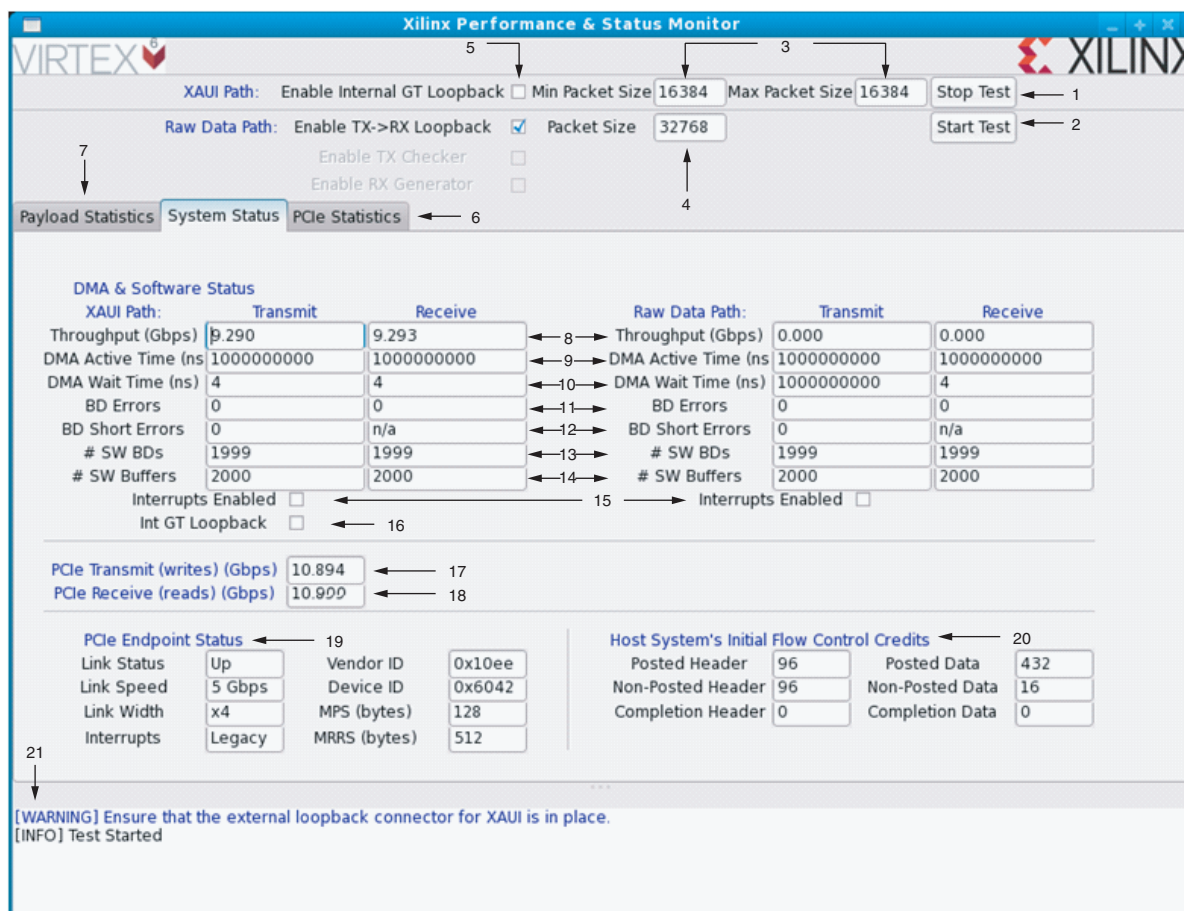 Xilinx Performance & Status Monitor
VIRTEX 6
XILINX
5 3
XAUI Path: Enable Internal GT Loopback Min Packet Size 16384 Max Packet Size 16384 Stop Test 1
Raw Data Path: Enable TX->RX Loopback Packet Size 32768 Start Test 2
7 Enable TX Checker
Enable RX Generator 4
Payload Statistics System Status PCIe Statistics 6
DMA & Software Status
XAUI Path: Transmit Receive Raw Data Path: Transmit Receive
Throughput (Gbps) 9.290 9.293 8 Throughput (Gbps) 0.000 0.000
DMA Active Time (ns 1000000000 1000000000 9 DMA Active Time (ns 1000000000 1000000000
DMA Wait Time (ns) 4 4 10 DMA Wait Time (ns) 1000000000 4
BD Errors 0 0 11 BD Errors 0 0
BD Short Errors 0 n/a 12 BD Short Errors 0 n/a
# SW BDs 1999 1999 13 # SW BDs 1999 1999
# SW Buffers 2000 2000 14 # SW Buffers 2000 2000
Interrupts Enabled 15 Interrupts Enabled
Int GT Loopback 16
PCIe Transmit (writes) (Gbps) 10.894 17
PCIe Receive (reads) (Gbps) 18
PCIe Endpoint Status 19 Host System's Initial Flow Control Credits 20
Link Status Up Vendor ID 0x10ee Posted Header 96 Posted Data 432
Link Speed 5 Gbps Device ID 0x6042 Non-Posted Header 96 Non-Posted Data 16
Link Width x4 MPS (bytes) 128 Completion Header 0 Completion Data 0
Interrupts Legacy MRRS (bytes) 512
21
[WARNING] Ensure that the external loopback connector for XAUI is in place.
[INFO] Test Started